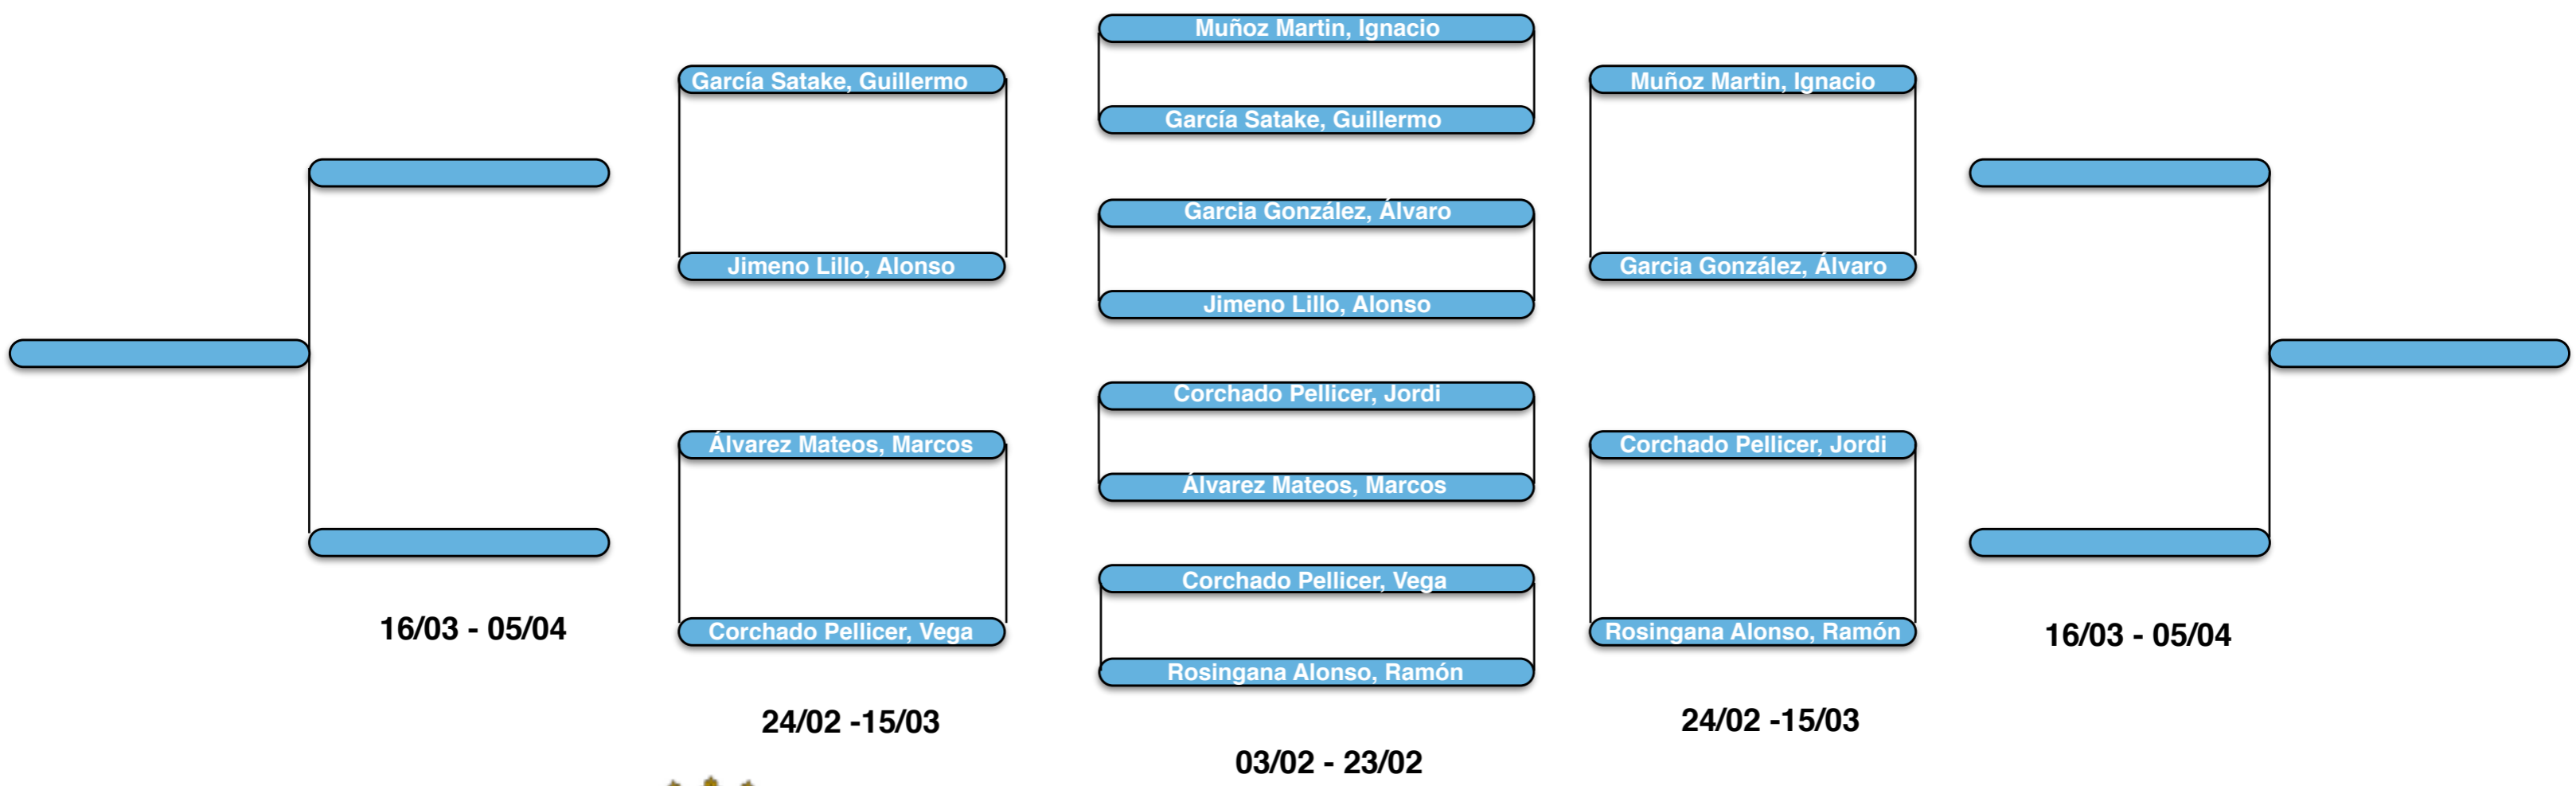 Muñoz Martin, Ignacio
García Satake, Guillermo
Muñoz Martin, Ignacio
García Satake, Guillermo
Garcia González, Álvaro
Jimeno Lillo, Alonso
Garcia González, Álvaro
Jimeno Lillo, Alonso
Corchado Pellicer, Jordi
Álvarez Mateos, Marcos
Corchado Pellicer, Jordi
Álvarez Mateos, Marcos
Corchado Pellicer, Vega
16/03 - 05/04
Corchado Pellicer, Vega
Rosingana Alonso, Ramón
16/03 - 05/04
Rosingana Alonso, Ramón
24/02 -15/03
24/02 -15/03
03/02 - 23/02